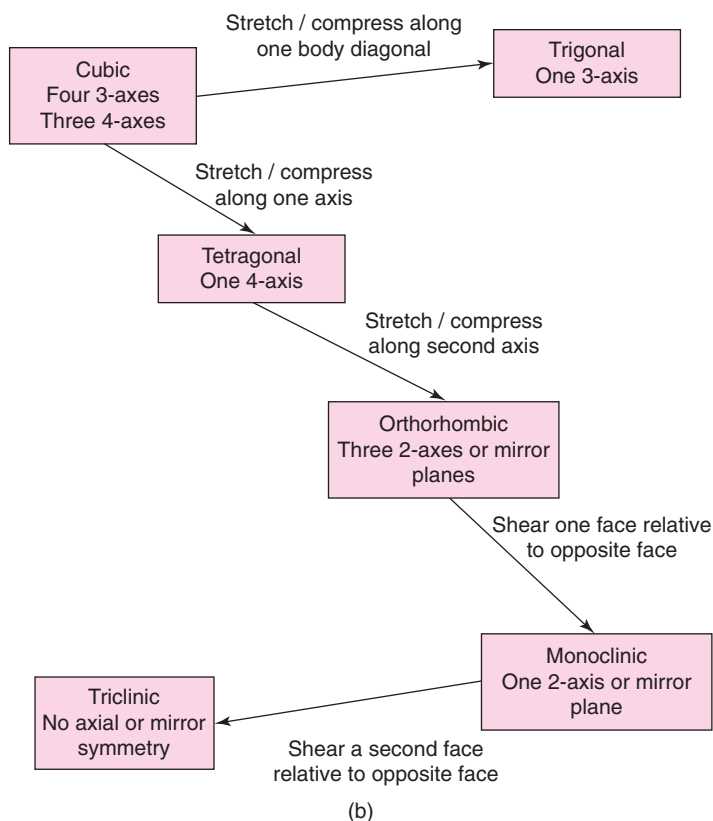 Stretch / compress along
one body diagonal
Cubic
Four 3-axes
Three 4-axes
Trigonal
One 3-axis
Stretch / compress
along one axis
Tetragonal
One 4-axis
Stretch / compress
along second axis
Orthorhombic
Three 2-axes or mirror
planes
Shear one face relative
to opposite face
Monoclinic
One 2-axis or mirror
plane
Triclinic
No axial or mirror
symmetry
Shear a second face
relative to opposite face
(b)